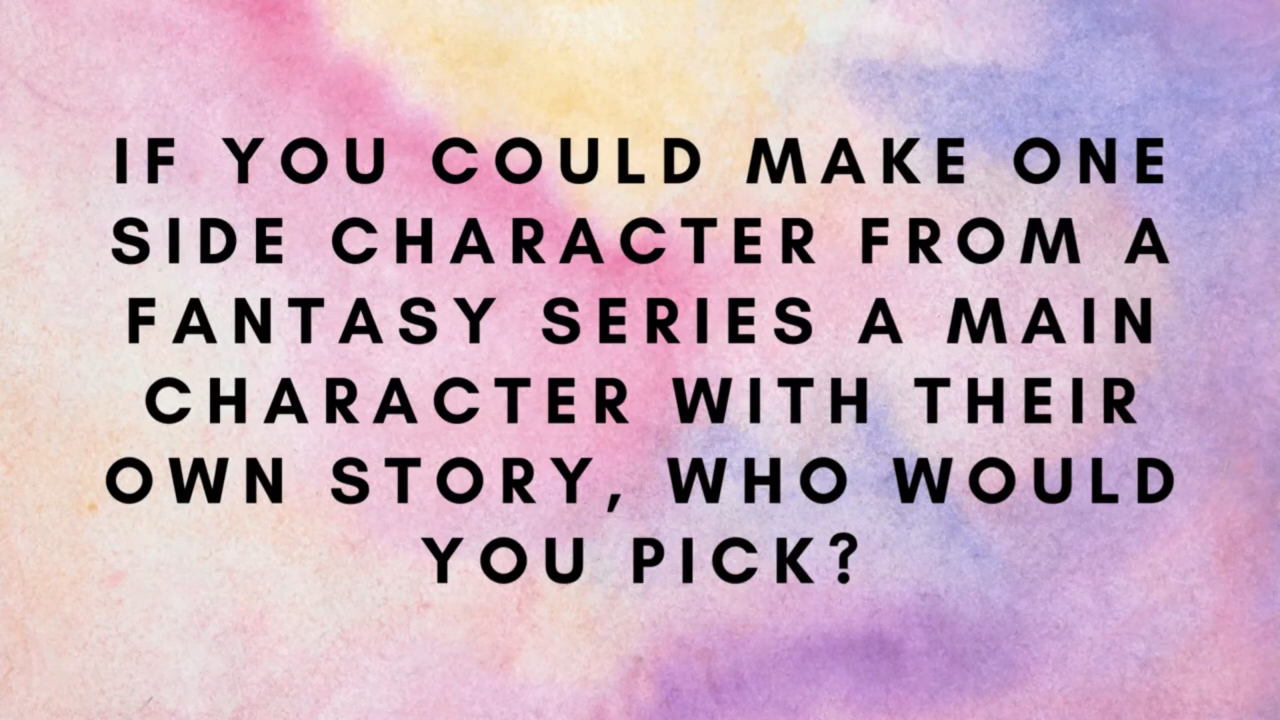 IF YOU COULD MAKE ONE
SIDE CHARACTER FROM A
FANTASY SERIES A MAIN
CHARACTER WITH THEIR
OWN STORY, WHO WOULD
YOU PICK?